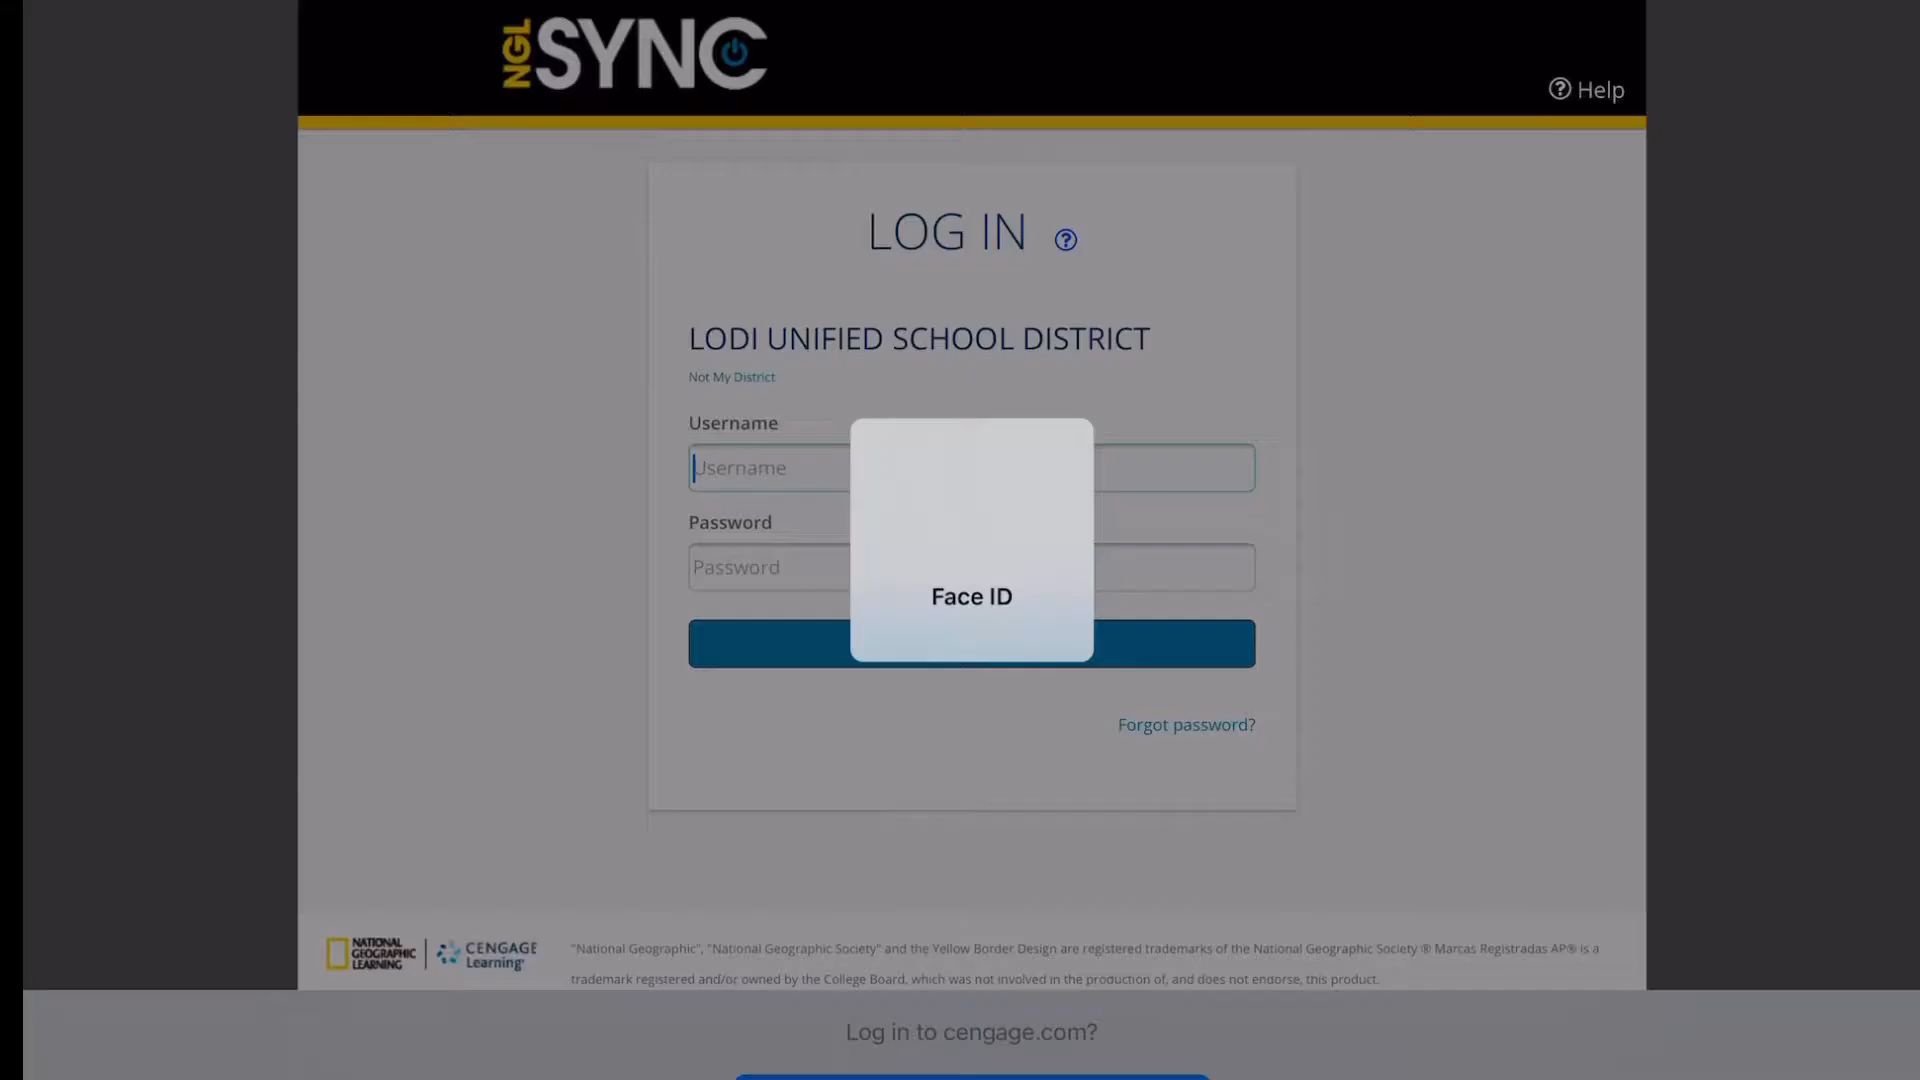 NGL SYNC
Help
LOG IN
LODI UNIFIED SCHOOL DISTRICT
Not My District
Username
Username
Password
Password
Face ID
Forgot password?
NATIONAL GEOGRAPHIC LEARNING
CENGAGE Learning
"National Geographic", "National Geographic Society" and the Yellow Border Design are registered trademarks of the National Geographic Society ® Marcas Registradas AP® is a
trademark registered and/or owned by the College Board, which was not involved in the production of, and does not endorse, this product.
Log in to cengage.com?